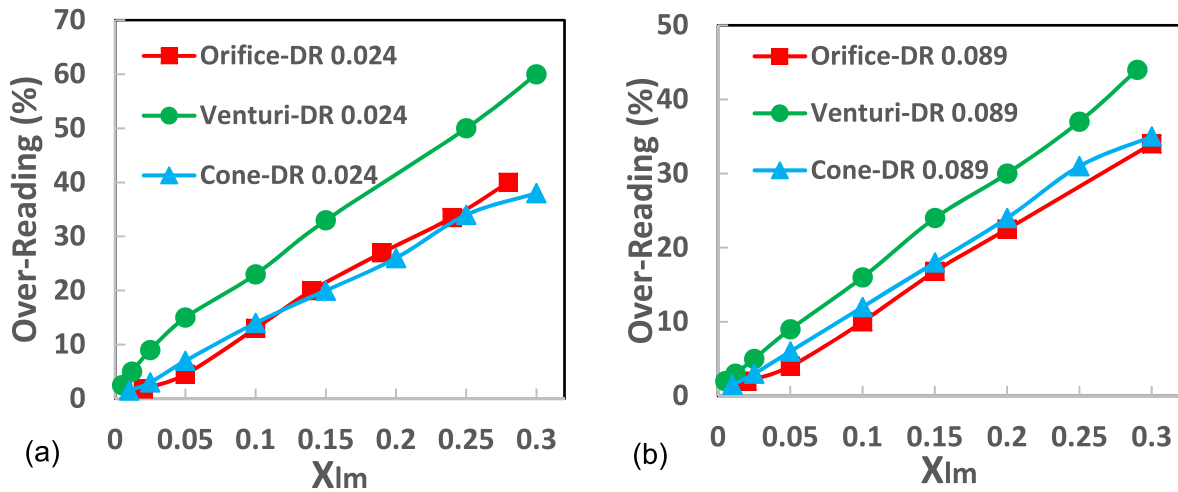 Over-Reading (%)
70
60
50
40
30
20
10
0
Orifice-DR 0.024
Venturi-DR 0.024
Cone-DR 0.024
0 0.05 0.1 0.15 0.2 0.25 0.3
Xlm
(a)
Over-Reading (%)
50
40
30
20
10
0
Orifice-DR 0.089
Venturi-DR 0.089
Cone-DR 0.089
0 0.05 0.1 0.15 0.2 0.25 0.3
Xlm
(b)